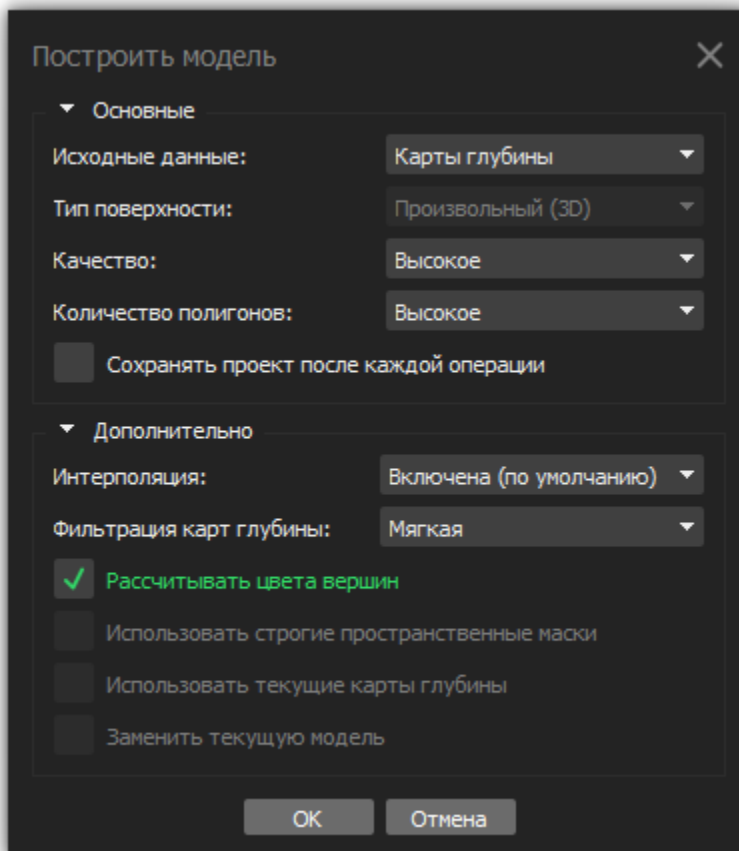 Построить модель
Основные
Исходные данные: Карты глубины
Тип поверхности: Произвольный (3D)
Качество: Высокое
Количество полигонов: Высокое
Сохранять проект после каждой операции
Дополнительно
Интерполяция: Включена (по умолчанию)
Фильтрация карт глубины: Мягкая
Рассчитывать цвета вершин
Использовать строгие пространственные маски
Использовать текущие карты глубины
Заменить текущую модель
OK Отмена